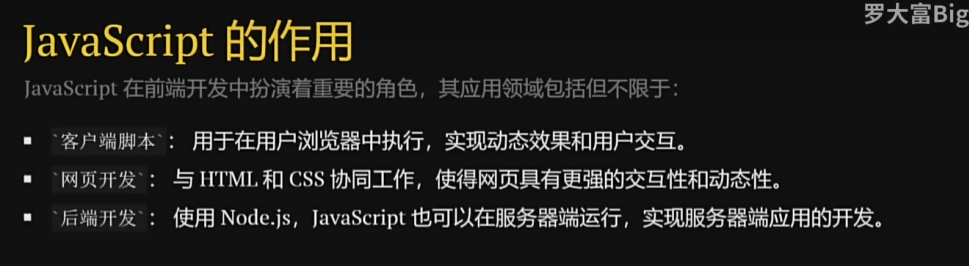 罗大富Big
JavaScript 的作用
JavaScript 在前端开发中扮演着重要的角色，其应用领域包括但不限于：
▪ `客户端脚本`： 用于在用户浏览器中执行，实现动态效果和用户交互。
▪ `网页开发`： 与 HTML 和 CSS 协同工作，使得网页具有更强的交互性和动态性。
▪ `后端开发`： 使用 Node.js，JavaScript 也可以在服务器端运行，实现服务器端应用的开发。